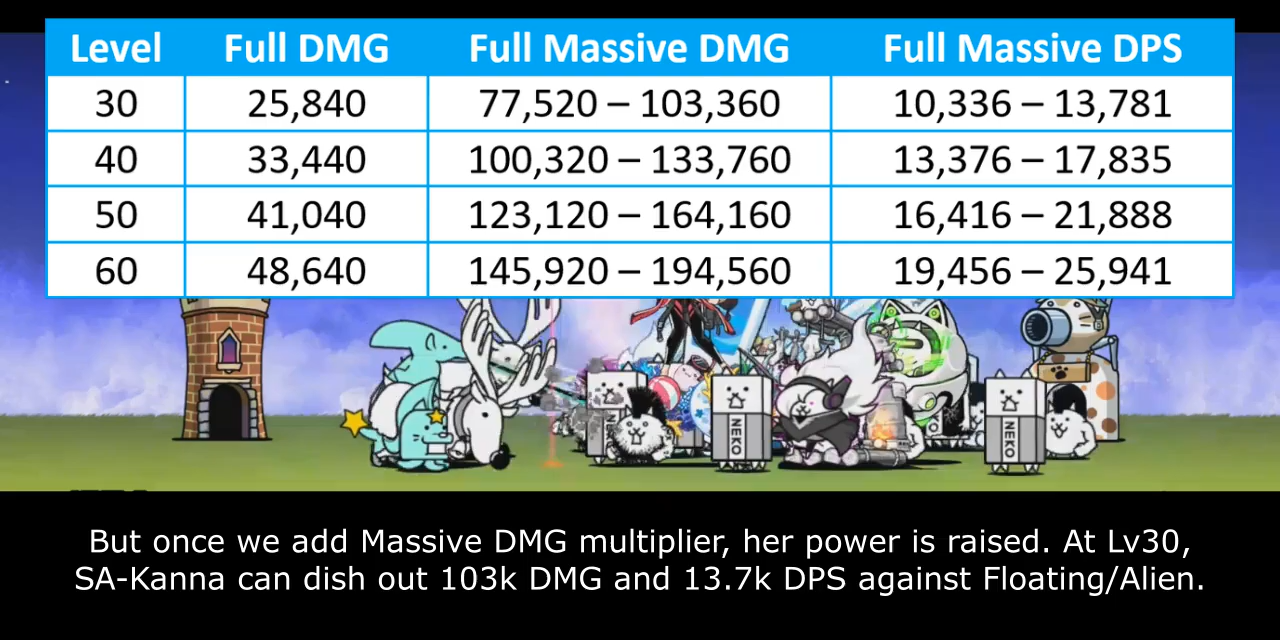 Level Full DMG Full Massive DMG Full Massive DPS
30 25,840 77,520 – 103,360 10,336 – 13,781
40 33,440 100,320 – 133,760 13,376 – 17,835
50 41,040 123,120 – 164,160 16,416 – 21,888
60 48,640 145,920 – 194,560 19,456 – 25,941
NEKO
NEKO
But once we add Massive DMG multiplier, her power is raised. At Lv30,
SA-Kanna can dish out 103k DMG and 13.7k DPS against Floating/Alien.